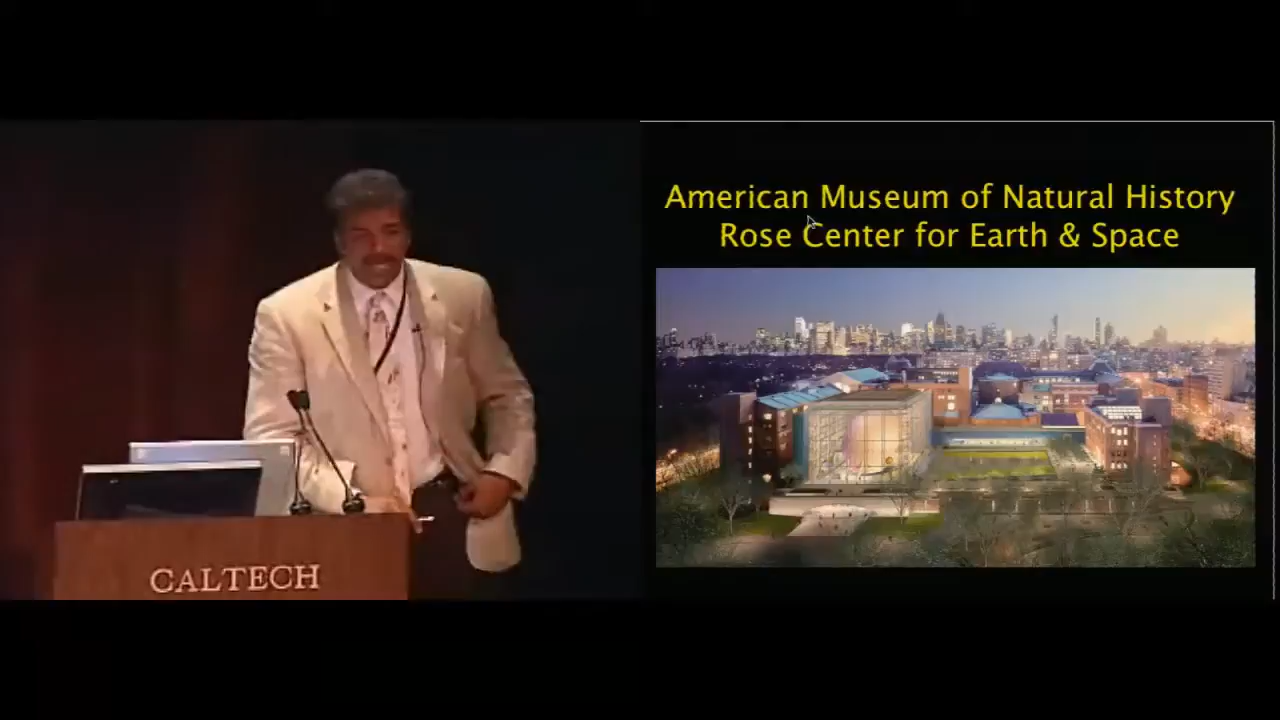 American Museum of Natural History
Rose Center for Earth & Space
CALTECH